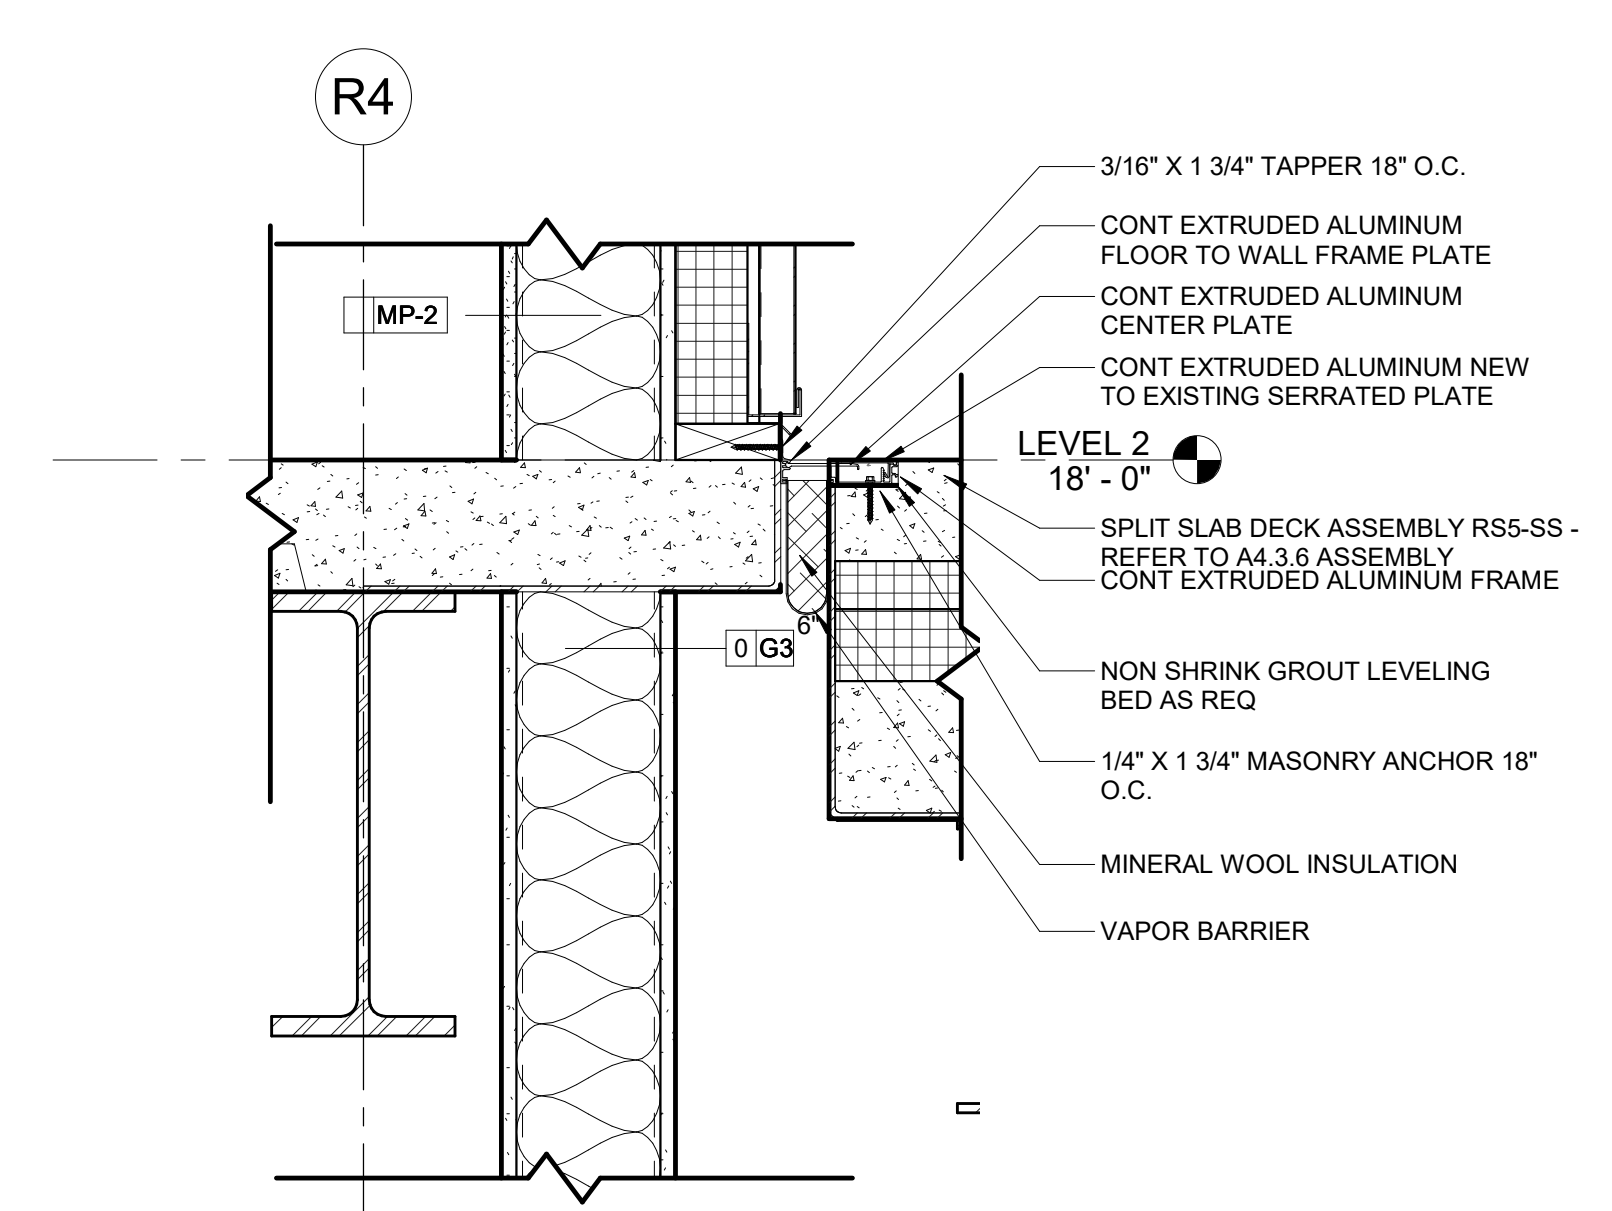 R4
3/16" X 1 3/4" TAPPER 18" O.C.
CONT EXTRUDED ALUMINUM
FLOOR TO WALL FRAME PLATE
CONT EXTRUDED ALUMINUM
CENTER PLATE
MP-2
CONT EXTRUDED ALUMINUM NEW
TO EXISTING SERRATED PLATE
LEVEL 2
18' - 0"
SPLIT SLAB DECK ASSEMBLY RS5-SS -
REFER TO A4.3.6 ASSEMBLY
CONT EXTRUDED ALUMINUM FRAME
6"
0 G3
NON SHRINK GROUT LEVELING
BED AS REQ
1/4" X 1 3/4" MASONRY ANCHOR 18"
O.C.
MINERAL WOOL INSULATION
VAPOR BARRIER